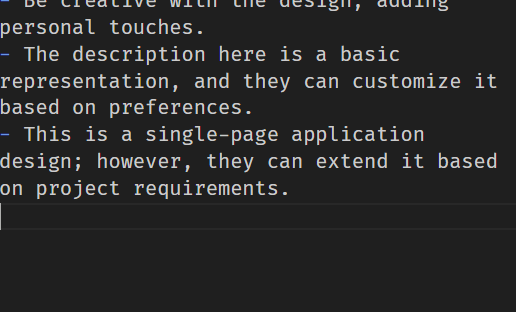 - Be creative with the design, adding
personal touches.
- The description here is a basic
representation, and they can customize it
based on preferences.
- This is a single-page application
design; however, they can extend it based
on project requirements.